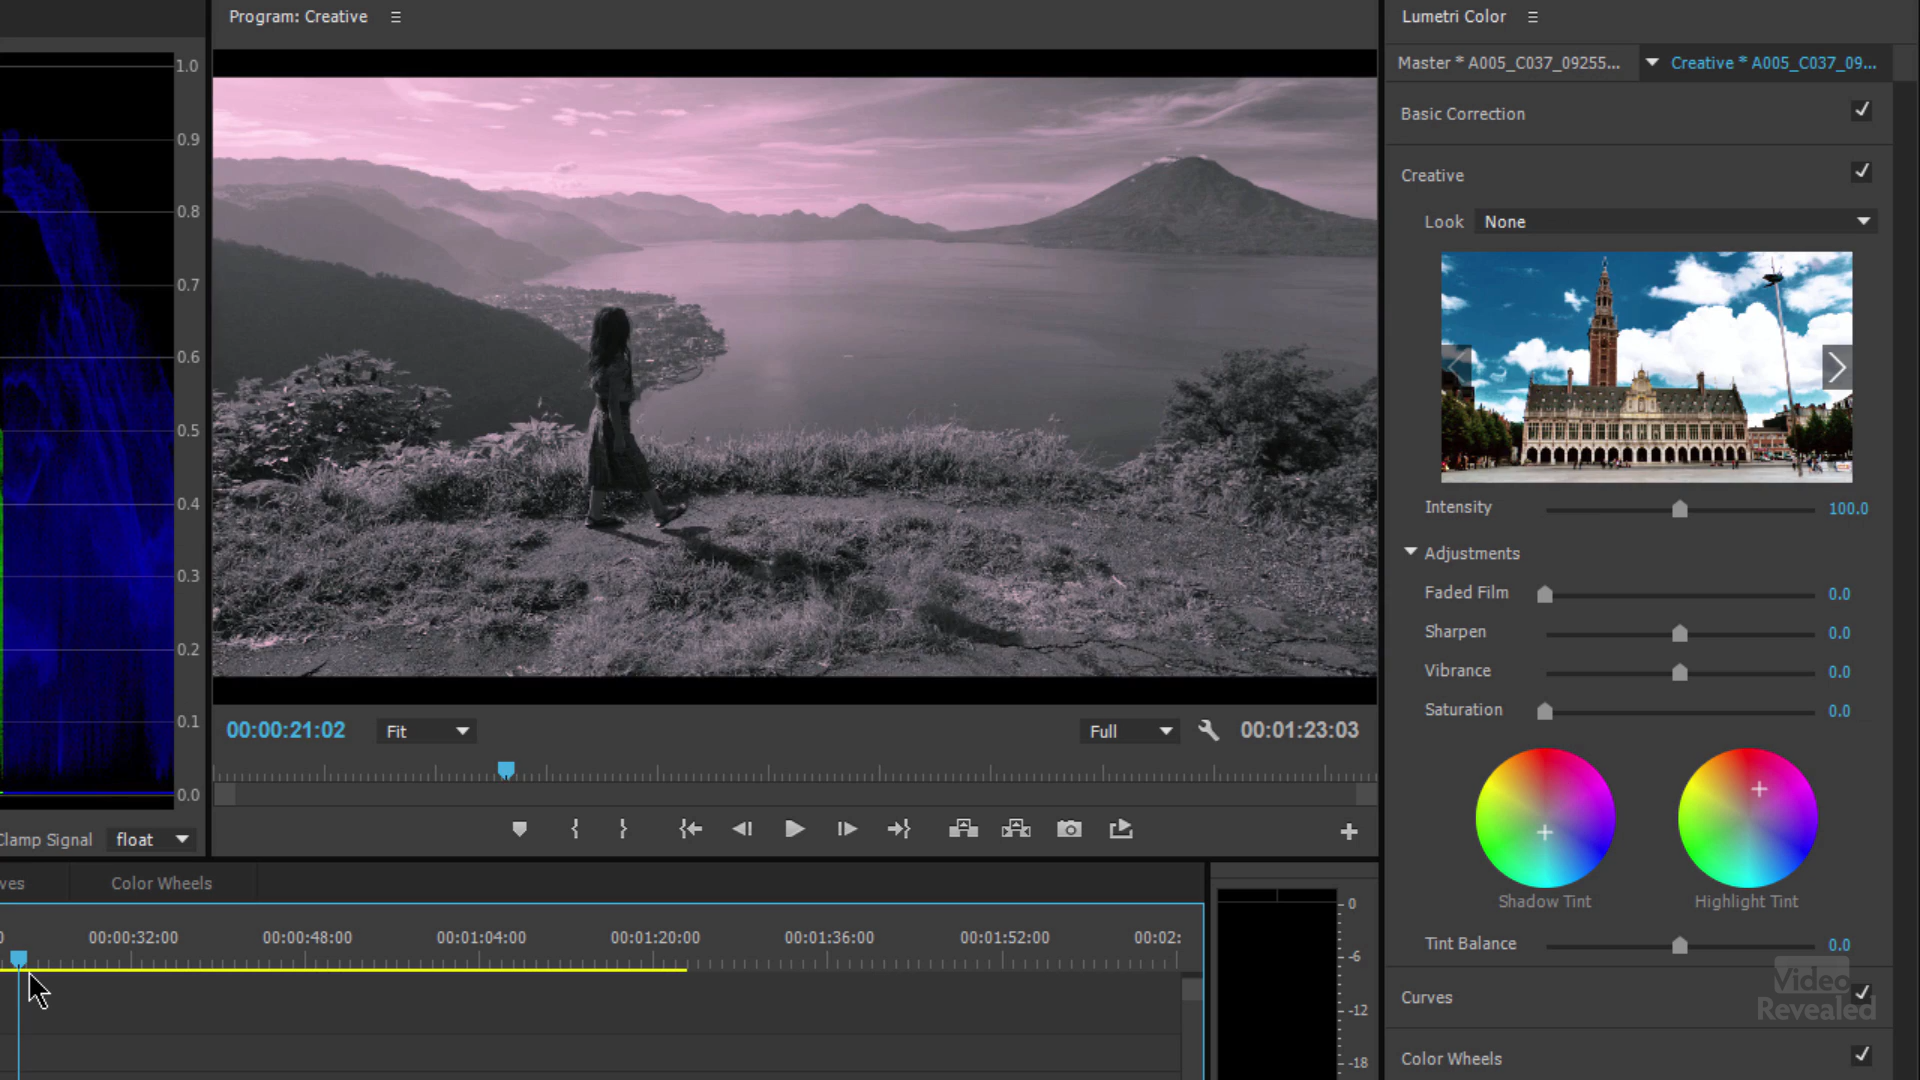 Program: Creative
Lumetri Color
Master * A005_C037_09255...
Creative * A005_C037_09...
Basic Correction
Creative
Look None
Intensity 100.0
Adjustments
Faded Film 0.0
Sharpen 0.0
Vibrance 0.0
Saturation 0.0
Shadow Tint
Highlight Tint
Tint Balance 0.0
Curves
Color Wheels
Video
Revealed
1.0
0.9
0.8
0.7
0.6
0.5
0.4
0.3
0.2
0.1
0.0
Clamp Signal float
00:00:21:02
Fit
Full
00:01:23:03
ves
Color Wheels
0
00:00:32:00
00:00:48:00
00:01:04:00
00:01:20:00
00:01:36:00
00:01:52:00
00:02:
0
-6
-12
-18